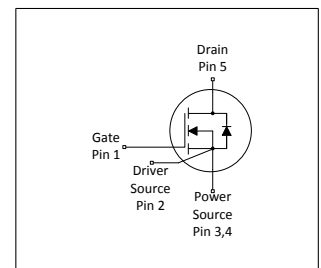 Drain
Pin 5
Gate
Pin 1
Driver
Source
Pin 2
Power
Source
Pin 3,4